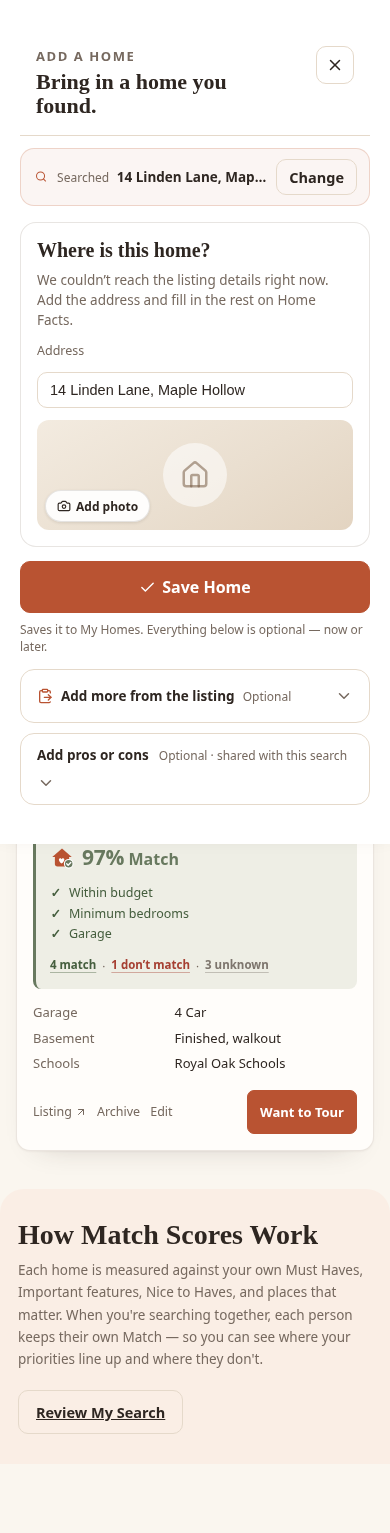 ADD A HOME
Bring in a home you
found.
Searched 14 Linden Lane, Map... Change
Where is this home?
We couldn’t reach the listing details right now.
Add the address and fill in the rest on Home
Facts.
Address
14 Linden Lane, Maple Hollow
Add photo
Save Home
Saves it to My Homes. Everything below is optional — now or
later.
Add more from the listing Optional
Add pros or cons Optional · shared with this search
97% Match
✓ Within budget
✓ Minimum bedrooms
✓ Garage
4 match · 1 don’t match · 3 unknown
Garage 4 Car
Basement Finished, walkout
Schools Royal Oak Schools
Listing ↗ Archive Edit Want to Tour
How Match Scores Work
Each home is measured against your own Must Haves,
Important features, Nice to Haves, and places that
matter. When you're searching together, each person
keeps their own Match — so you can see where your
priorities line up and where they don't.
Review My Search